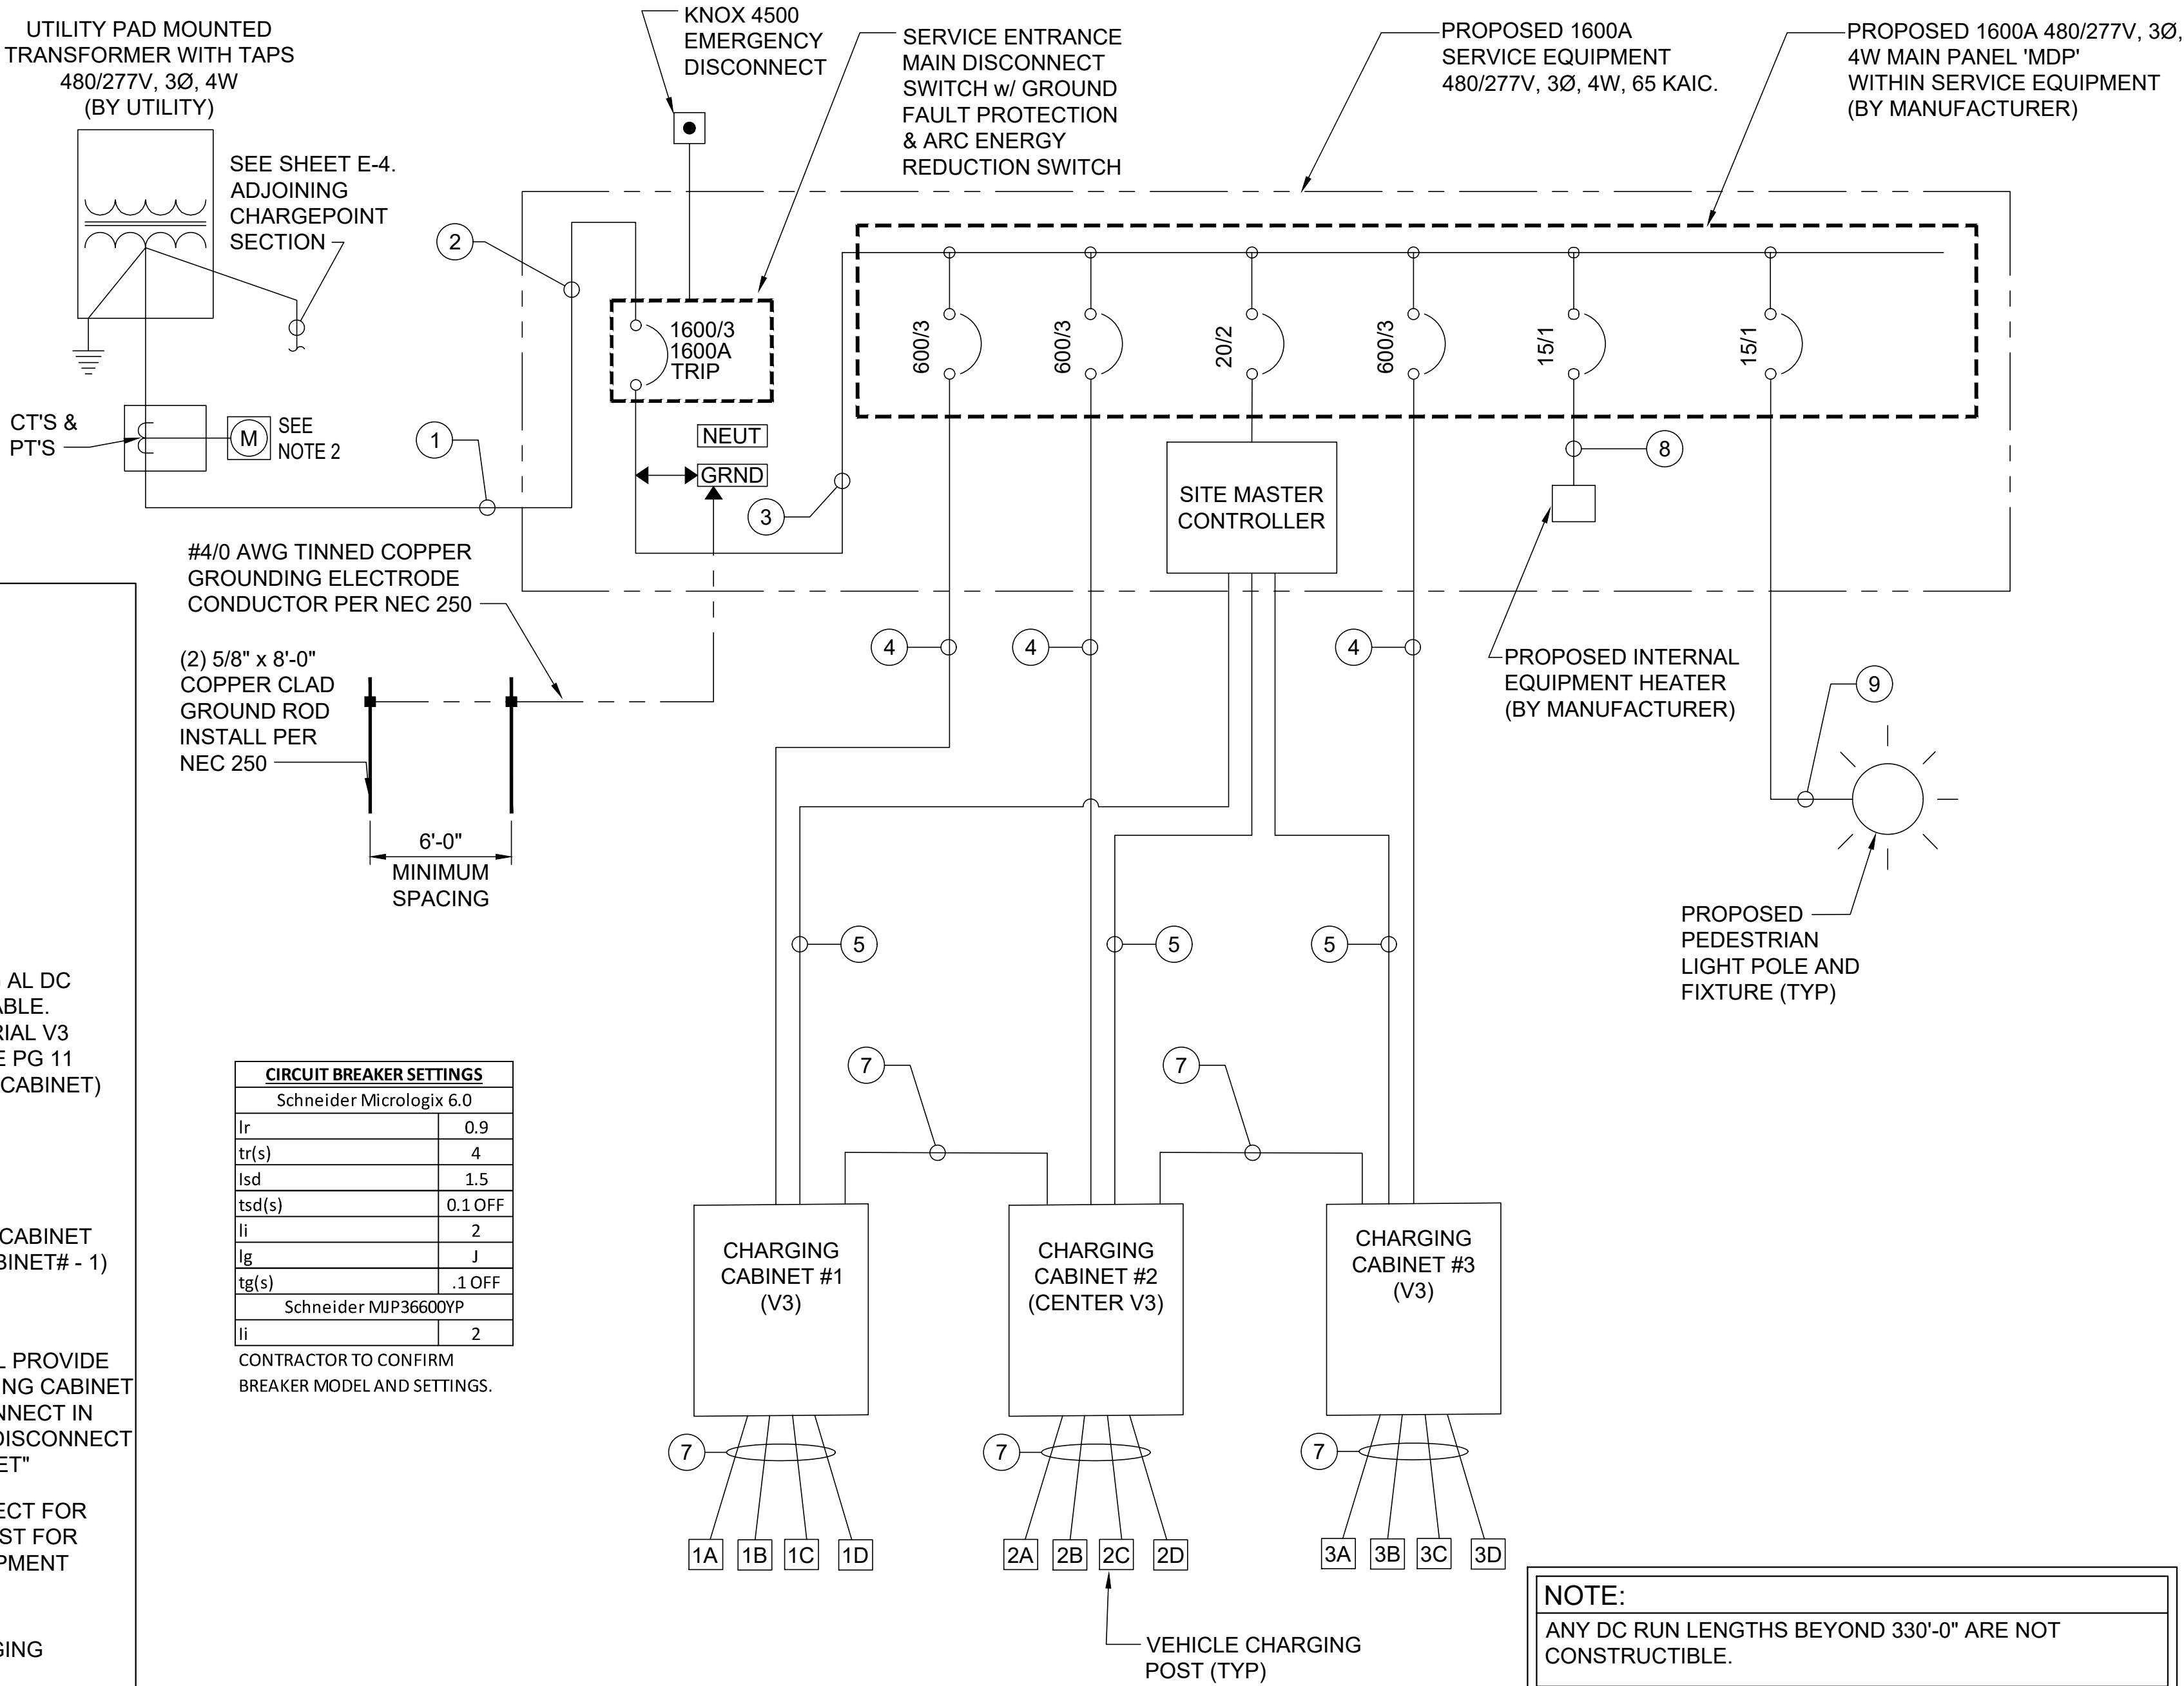 UTILITY PAD MOUNTED
TRANSFORMER WITH TAPS
480/277V, 3Ø, 4W
(BY UTILITY)
KNOX 4500
EMERGENCY
DISCONNECT
SERVICE ENTRANCE
MAIN DISCONNECT
SWITCH w/ GROUND
FAULT PROTECTION
& ARC ENERGY
REDUCTION SWITCH
PROPOSED 1600A
SERVICE EQUIPMENT
480/277V, 3Ø, 4W, 65 KAIC.
PROPOSED 1600A 480/277V, 3Ø,
4W MAIN PANEL 'MDP'
WITHIN SERVICE EQUIPMENT
(BY MANUFACTURER)
SEE SHEET E-4.
ADJOINING
CHARGEPOINT
SECTION
2
1600/3
1600A
TRIP
600/3
600/3
20/2
600/3
15/1
15/1
CT'S &
PT'S
M
SEE
NOTE 2
1
NEUT
GRND
3
SITE MASTER
CONTROLLER
8
#4/0 AWG TINNED COPPER
GROUNDING ELECTRODE
CONDUCTOR PER NEC 250
(2) 5/8" x 8'-0"
COPPER CLAD
GROUND ROD
INSTALL PER
NEC 250
6'-0"
MINIMUM
SPACING
4
4
4
PROPOSED INTERNAL
EQUIPMENT HEATER
(BY MANUFACTURER)
9
PROPOSED
PEDESTRIAN
LIGHT POLE AND
FIXTURE (TYP)
5
5
5
AL DC
ABLE.
RIAL V3
E PG 11
CABINET)
CABINET
BINET# - 1)
L PROVIDE
ING CABINET
NNECT IN
DISCONNECT
ET"
ECT FOR
ST FOR
PMENT
GING
CIRCUIT BREAKER SETTINGS
Schneider Micrologix 6.0
Ir 0.9
tr(s) 4
Isd 1.5
tsd(s) 0.1 OFF
Ii 2
Ig J
tg(s) .1 OFF
Schneider MJP36600YP
Ii 2
CONTRACTOR TO CONFIRM
BREAKER MODEL AND SETTINGS.
7
7
CHARGING
CABINET #1
(V3)
CHARGING
CABINET #2
(CENTER V3)
CHARGING
CABINET #3
(V3)
7
7
7
1A 1B 1C 1D
2A 2B 2C 2D
3A 3B 3C 3D
VEHICLE CHARGING
POST (TYP)
NOTE:
ANY DC RUN LENGTHS BEYOND 330'-0" ARE NOT
CONSTRUCTIBLE.